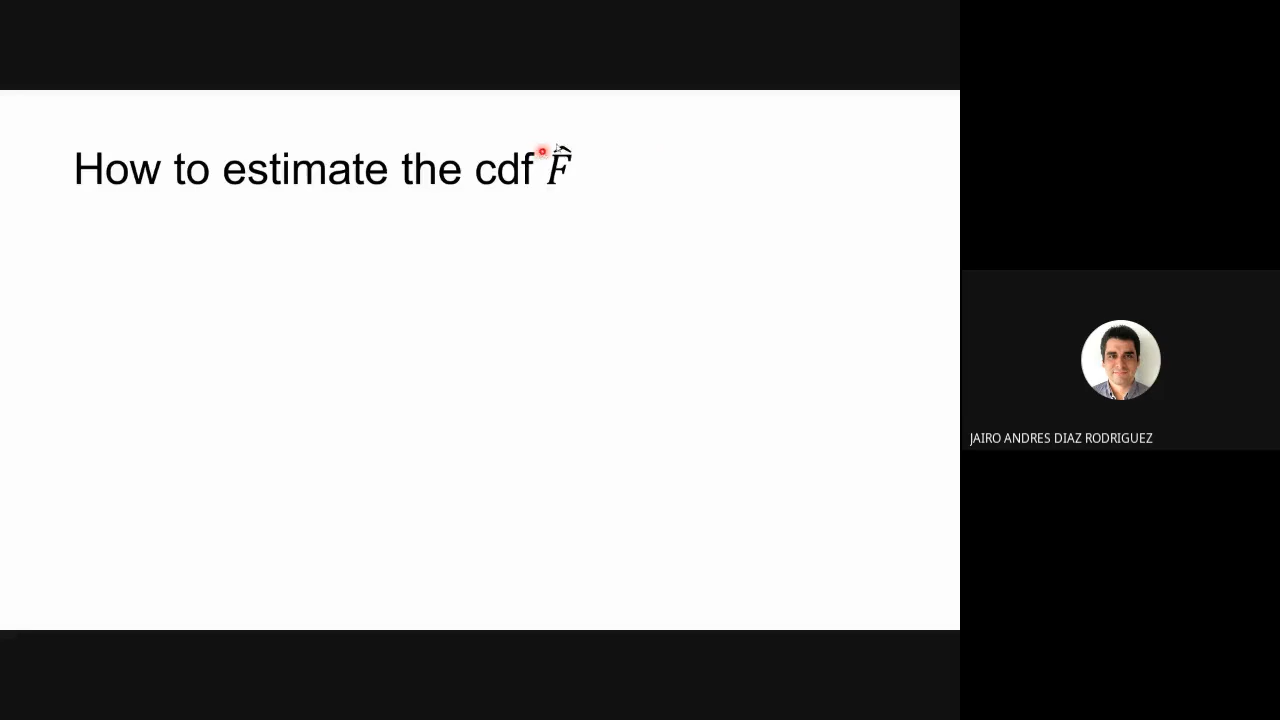 How to estimate the cdf F̂
JAIRO ANDRES DIAZ RODRIGUEZ